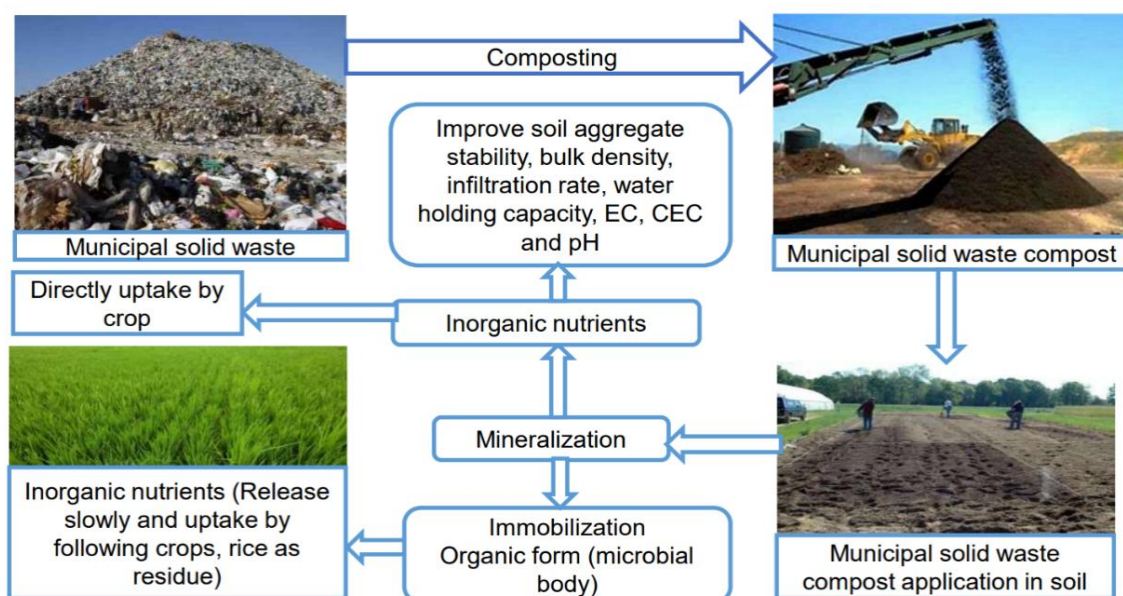 Composting
Improve soil aggregate
stability, bulk density,
infiltration rate, water
holding capacity, EC, CEC
and pH
Municipal solid waste
Municipal solid waste compost
Directly uptake by
crop
Inorganic nutrients
Mineralization
Inorganic nutrients (Release
slowly and uptake by
following crops, rice as
residue)
Immobilization
Organic form (microbial
body)
Municipal solid waste
compost application in soil